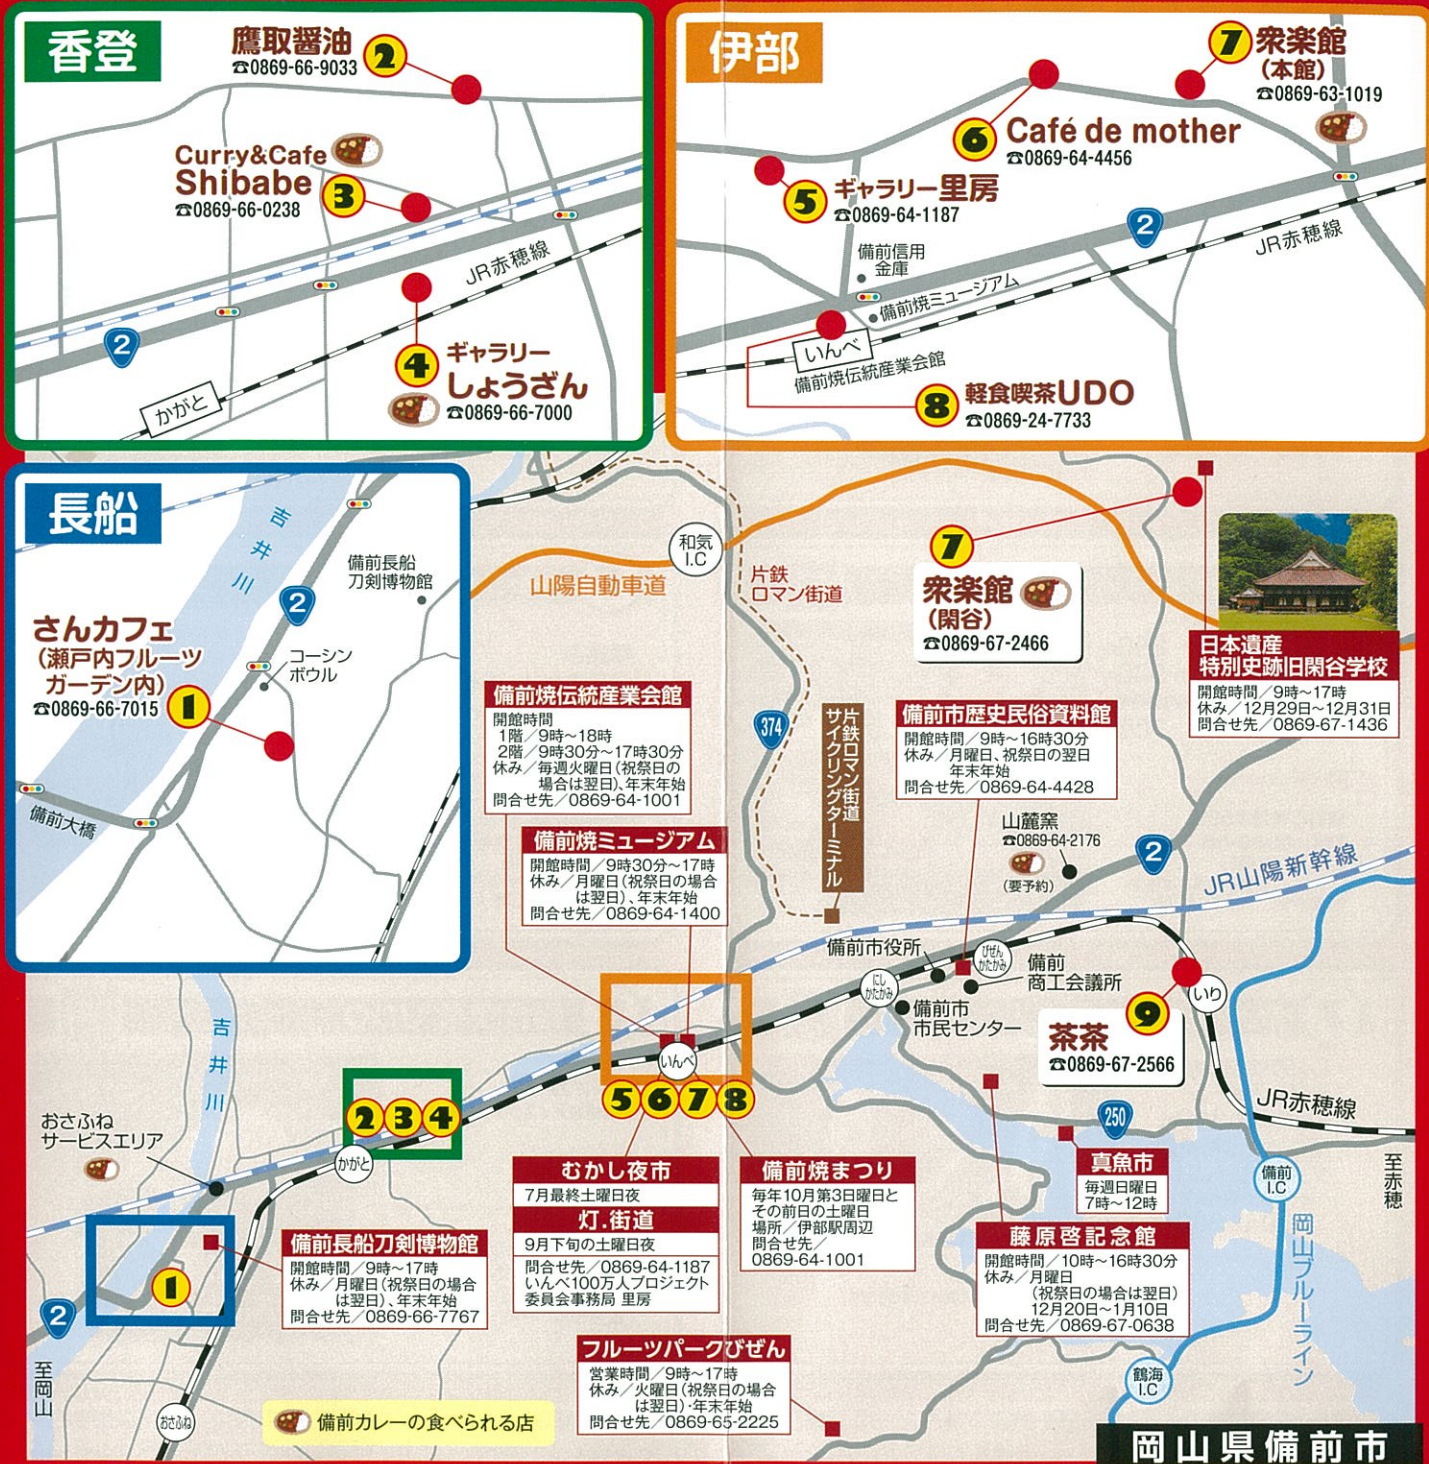 香登
鷹取醤油
☎0869-66-9033
2
Curry&Cafe
Shibabe
☎0869-66-0238
3
JR赤穂線
2
4
ギャラリー
しょうざん
☎0869-66-7000
かがと
伊部
7
衆楽館
(本館)
☎0869-63-1019
6
Café de mother
☎0869-64-4456
5
ギャラリー里房
☎0869-64-1187
2
JR赤穂線
備前信用
金庫
備前焼ミュージアム
いんべ
備前焼伝統産業会館
8
軽食喫茶UDO
☎0869-24-7733
長船
吉井川
備前長船
刀剣博物館
2
さんカフェ
(瀬戸内フルーツ
ガーデン内)
☎0869-66-7015
1
コーシン
ボウル
備前大橋
和気
I.C
山陽自動車道
片鉄
ロマン街道
7
衆楽館
(閑谷)
☎0869-67-2466
日本遺産
特別史跡旧閑谷学校
開館時間/9時~17時
休み/12月29日~12月31日
問合せ先/0869-67-1436
備前焼伝統産業会館
開館時間
1階/9時~18時
2階/9時30分~17時30分
休み/毎週火曜日(祝祭日の
場合は翌日)、年末年始
問合せ先/0869-64-1001
374
片鉄ロマン街道
サイクリングターミナル
備前市歴史民俗資料館
開館時間/9時~16時30分
休み/月曜日、祝祭日の翌日
年末年始
問合せ先/0869-64-4428
備前焼ミュージアム
開館時間/9時30分~17時
休み/月曜日(祝祭日の場合
は翌日)、年末年始
問合せ先/0869-64-1400
山麓窯
☎0869-64-2176
(要予約)
2
JR山陽新幹線
備前市役所
びぜん
かたかみ
備前
商工会議所
にし
かたかみ
備前市
市民センター
いり
9
茶茶
☎0869-67-2566
吉井川
いんべ
5 6 7 8
2 3 4
かがと
おさふね
サービスエリア
JR赤穂線
250
真魚市
毎週日曜日
7時~12時
備前
I.C
至赤穂
むかし夜市
7月最終土曜日夜
灯.街道
9月下旬の土曜日夜
問合せ先/0869-64-1187
いんべ100万人プロジェクト
委員会事務局 里房
備前焼まつり
毎年10月第3日曜日と
その前日の土曜日
場所/伊部駅周辺
問合せ先/
0869-64-1001
藤原啓記念館
開館時間/10時~16時30分
休み/月曜日
(祝祭日の場合は翌日)
12月20日~1月10日
問合せ先/0869-67-0638
岡山ブルーライン
備前長船刀剣博物館
開館時間/9時~17時
休み/月曜日(祝祭日の場合
は翌日)、年末年始
問合せ先/0869-66-7767
1
2
至岡山
フルーツパークびぜん
営業時間/9時~17時
休み/火曜日(祝祭日の場合
は翌日)・年末年始
問合せ先/0869-65-2225
鶴海
I.C
おさふね
備前カレーの食べられる店
岡山県備前市